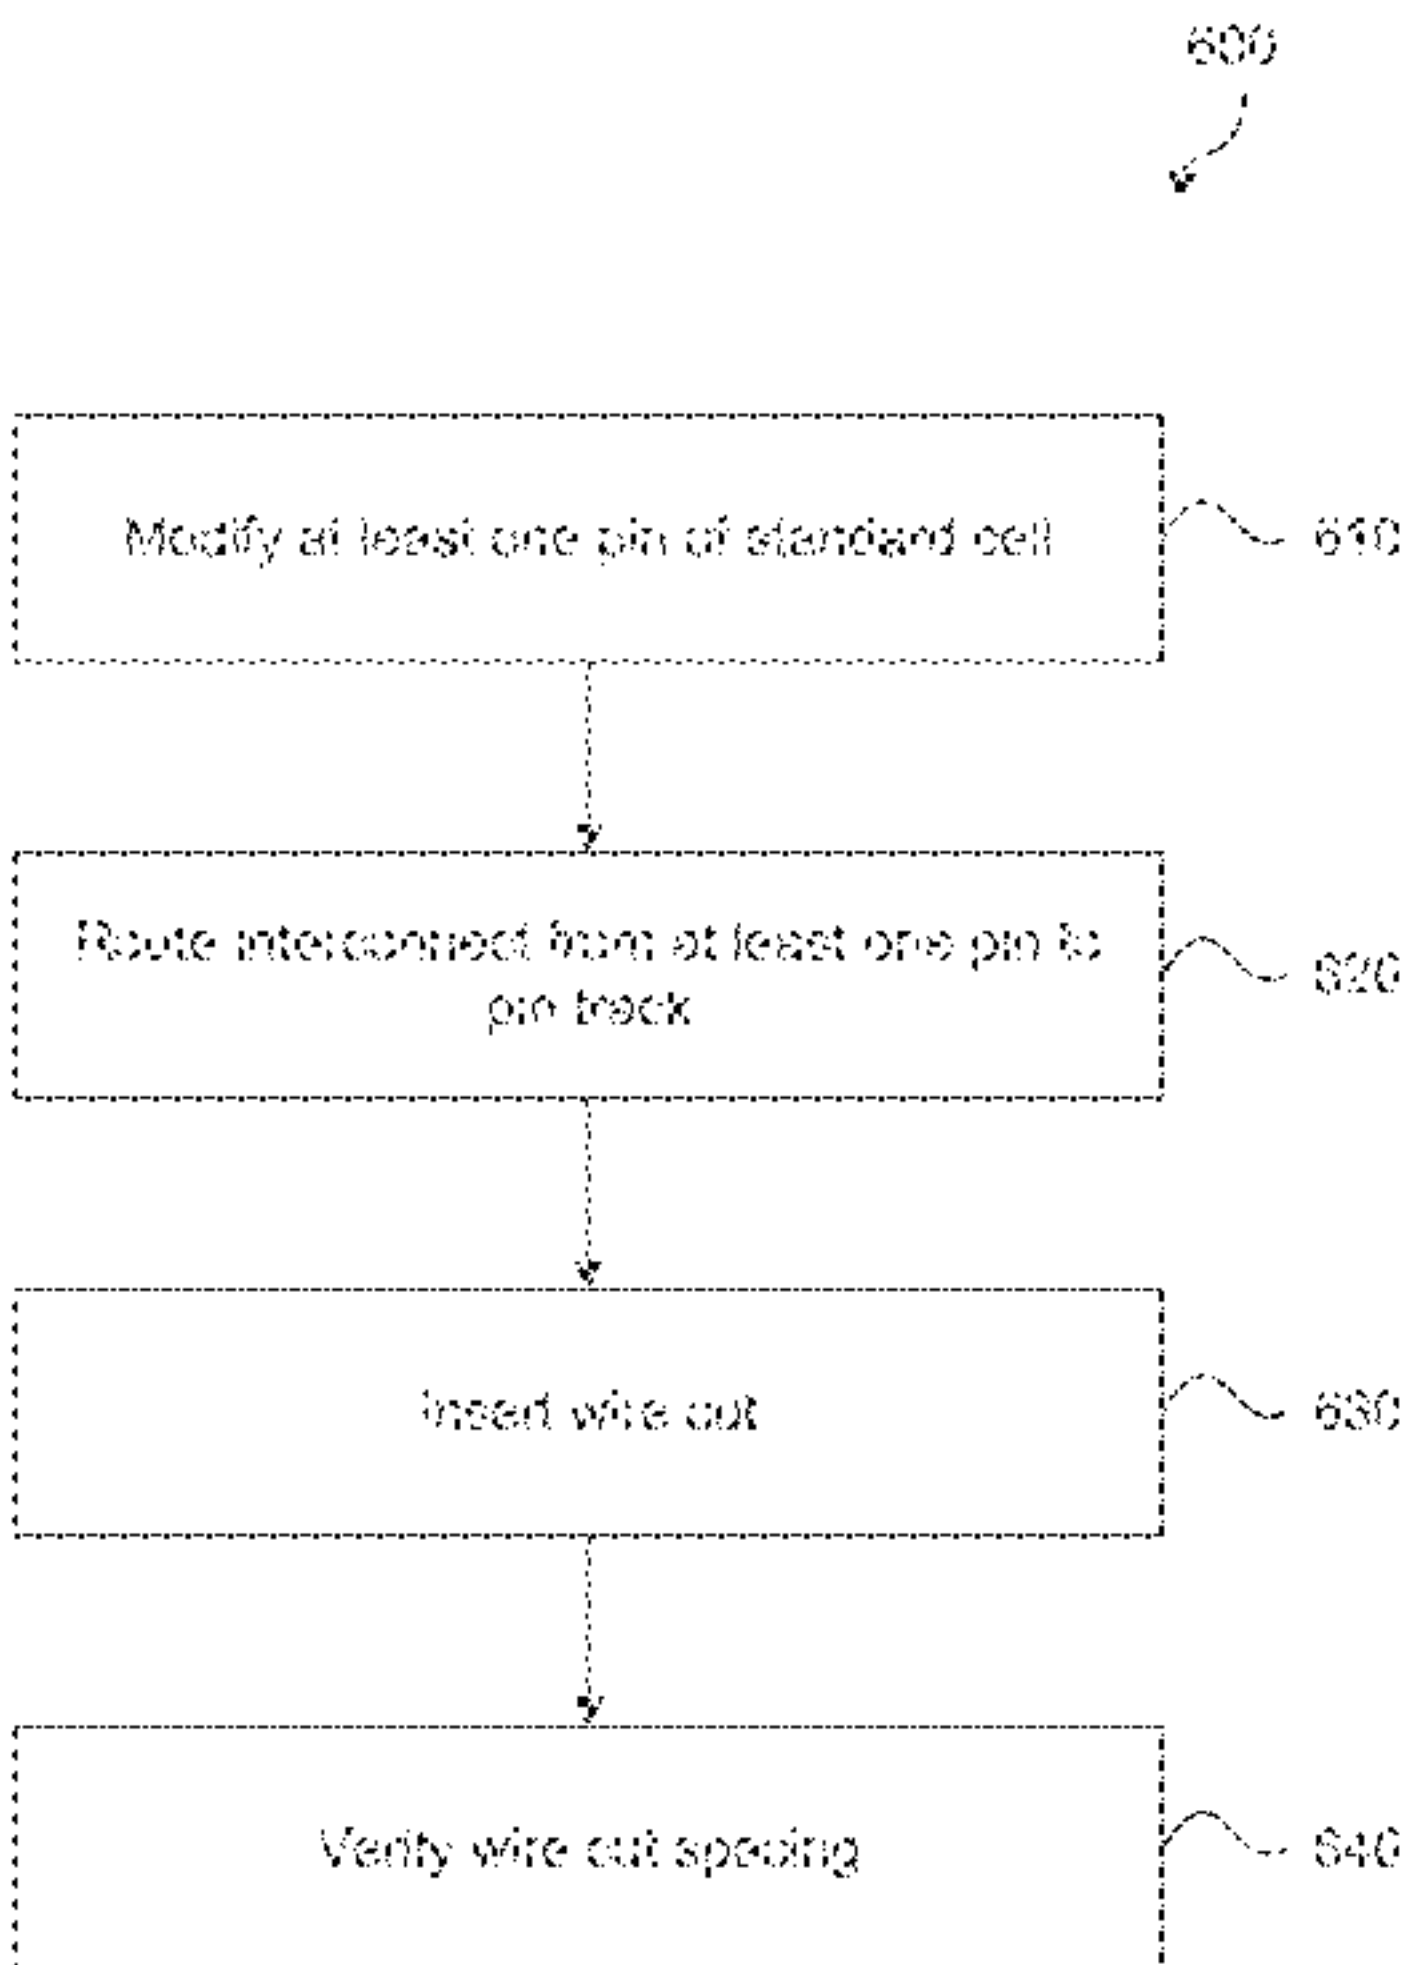 600
Modify at least one pin of standard cell
610
Route interconnect from at least one pin to
pin track
620
Insert wire cut
630
Verify wire cut spacing
640